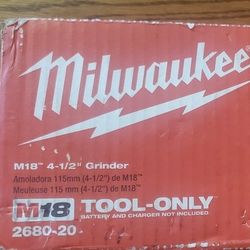 Milwaukee
M18™ 4-1/2" Grinder
Amoladora 115mm (4-1/2") de M18™
Meuleuse 115 mm (4-1/2") de M18™
M18 TOOL-ONLY
BATTERY AND CHARGER NOT INCLUDED
2680-20